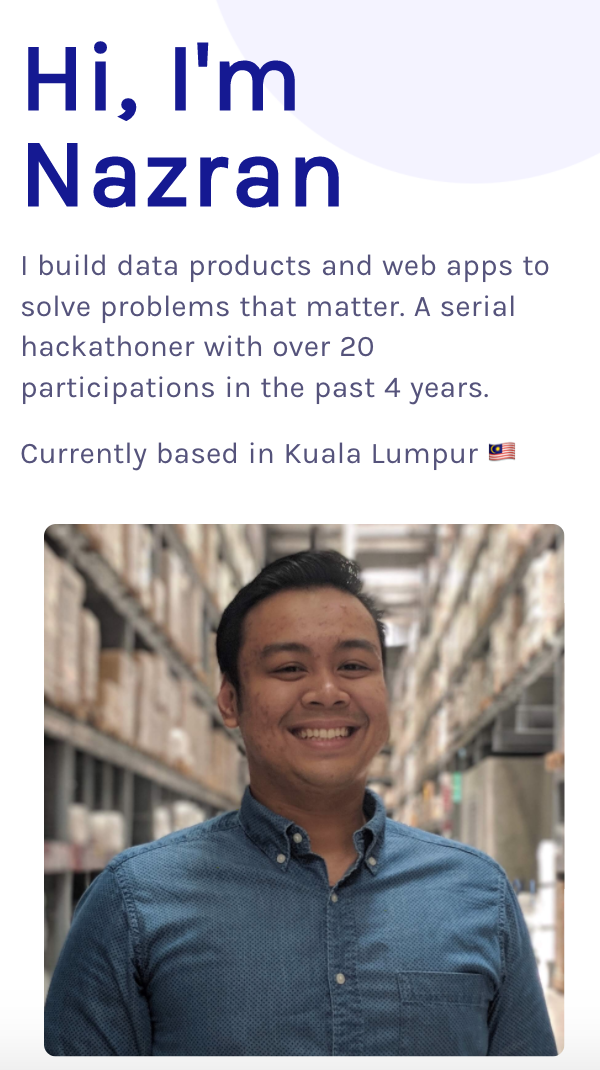 Hi, I'm
Nazran
I build data products and web apps to
solve problems that matter. A serial
hackathoner with over 20
participations in the past 4 years.
Currently based in Kuala Lumpur 🇲🇾